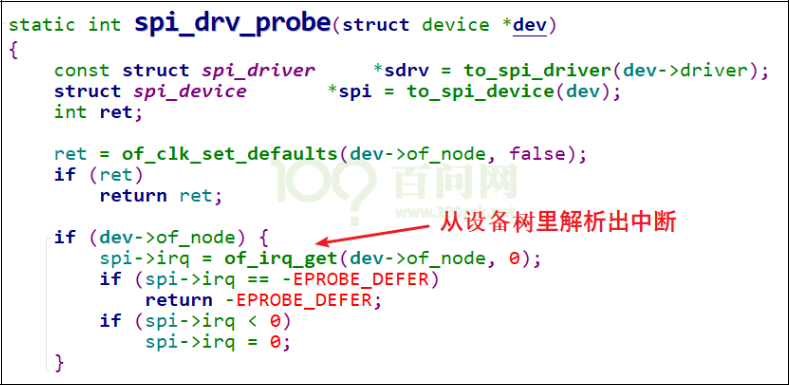 static int spi_drv_probe(struct device *dev)
{
    const struct spi_driver     *sdrv = to_spi_driver(dev->driver);
    struct spi_device       *spi = to_spi_device(dev);
    int ret;
    ret = of_clk_set_defaults(dev->of_node, false);
    if (ret)
        return ret;
100 百问网
www.100ask.net
从设备树里解析出中断
    if (dev->of_node) {
        spi->irq = of_irq_get(dev->of_node, 0);
        if (spi->irq == -EPROBE_DEFER)
            return -EPROBE_DEFER;
        if (spi->irq < 0)
            spi->irq = 0;
    }